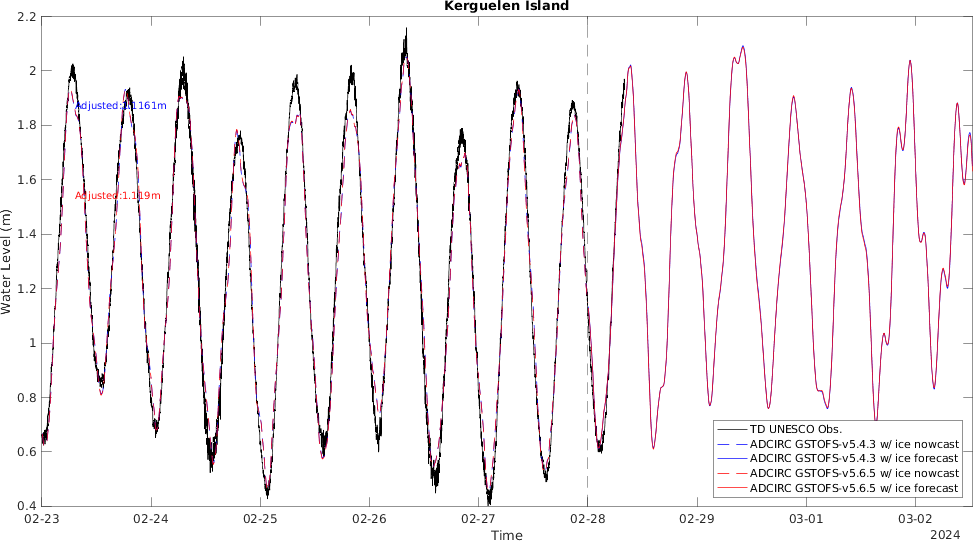 Kerguelen Island
2.2
2
1.8
1.6
1.4
1.2
1
0.8
0.6
0.4
Water Level (m)
Adjusted:1.1161m
Adjusted:1.119m
TD UNESCO Obs.
ADCIRC GSTOFS-v5.4.3 w/ ice nowcast
ADCIRC GSTOFS-v5.4.3 w/ ice forecast
ADCIRC GSTOFS-v5.6.5 w/ ice nowcast
ADCIRC GSTOFS-v5.6.5 w/ ice forecast
02-23 02-24 02-25 02-26 02-27 02-28 02-29 03-01 03-02
Time
2024